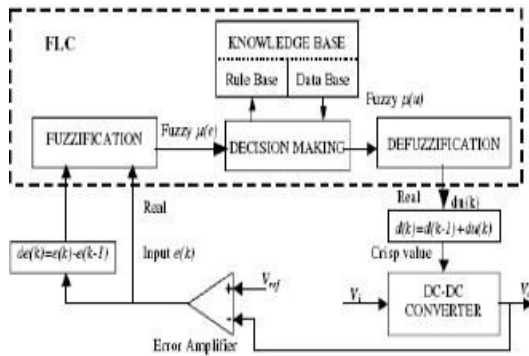 FLC
KNOWLEDGE BASE
Rule Base
Data Base
Fuzzy μ(u)
FUZZIFICATION
Fuzzy μ(e)
DECISION MAKING
DEFUZZIFICATION
Real
Real
du(k)
de(k)=e(k)-e(k-1)
Input e(k)
d(k)=d(k-1)+du(k)
Crisp value
Vref
+
-
Vi
DC-DC
CONVERTER
Error Amplifier